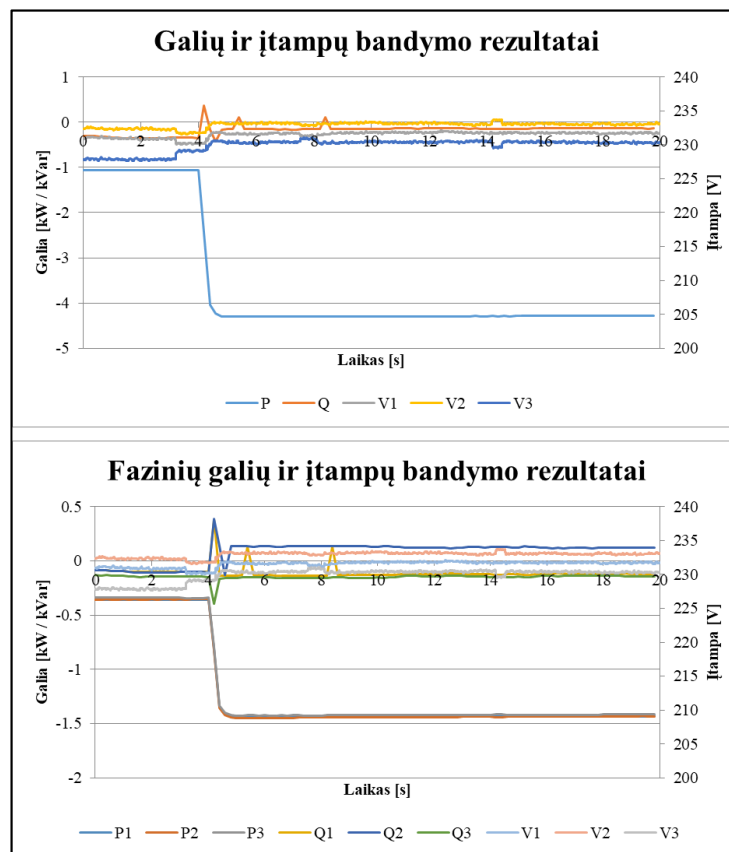 Galių ir įtampų bandymo rezultatai
1
0
-1
-2
-3
-4
-5
Galia [kW / kVar]
0 2 4 6 8 10 12 14 16 18 20
240
235
230
225
220
215
210
205
200
Įtampa [V]
Laikas [s]
P Q V1 V2 V3
Fazinių galių ir įtampų bandymo rezultatai
0.5
0
-0.5
-1
-1.5
-2
Galia [kW / kVar]
0 2 4 6 8 10 12 14 16 18 20
240
235
230
225
220
215
210
205
200
Įtampa [V]
Laikas [s]
P1 P2 P3 Q1 Q2 Q3 V1 V2 V3